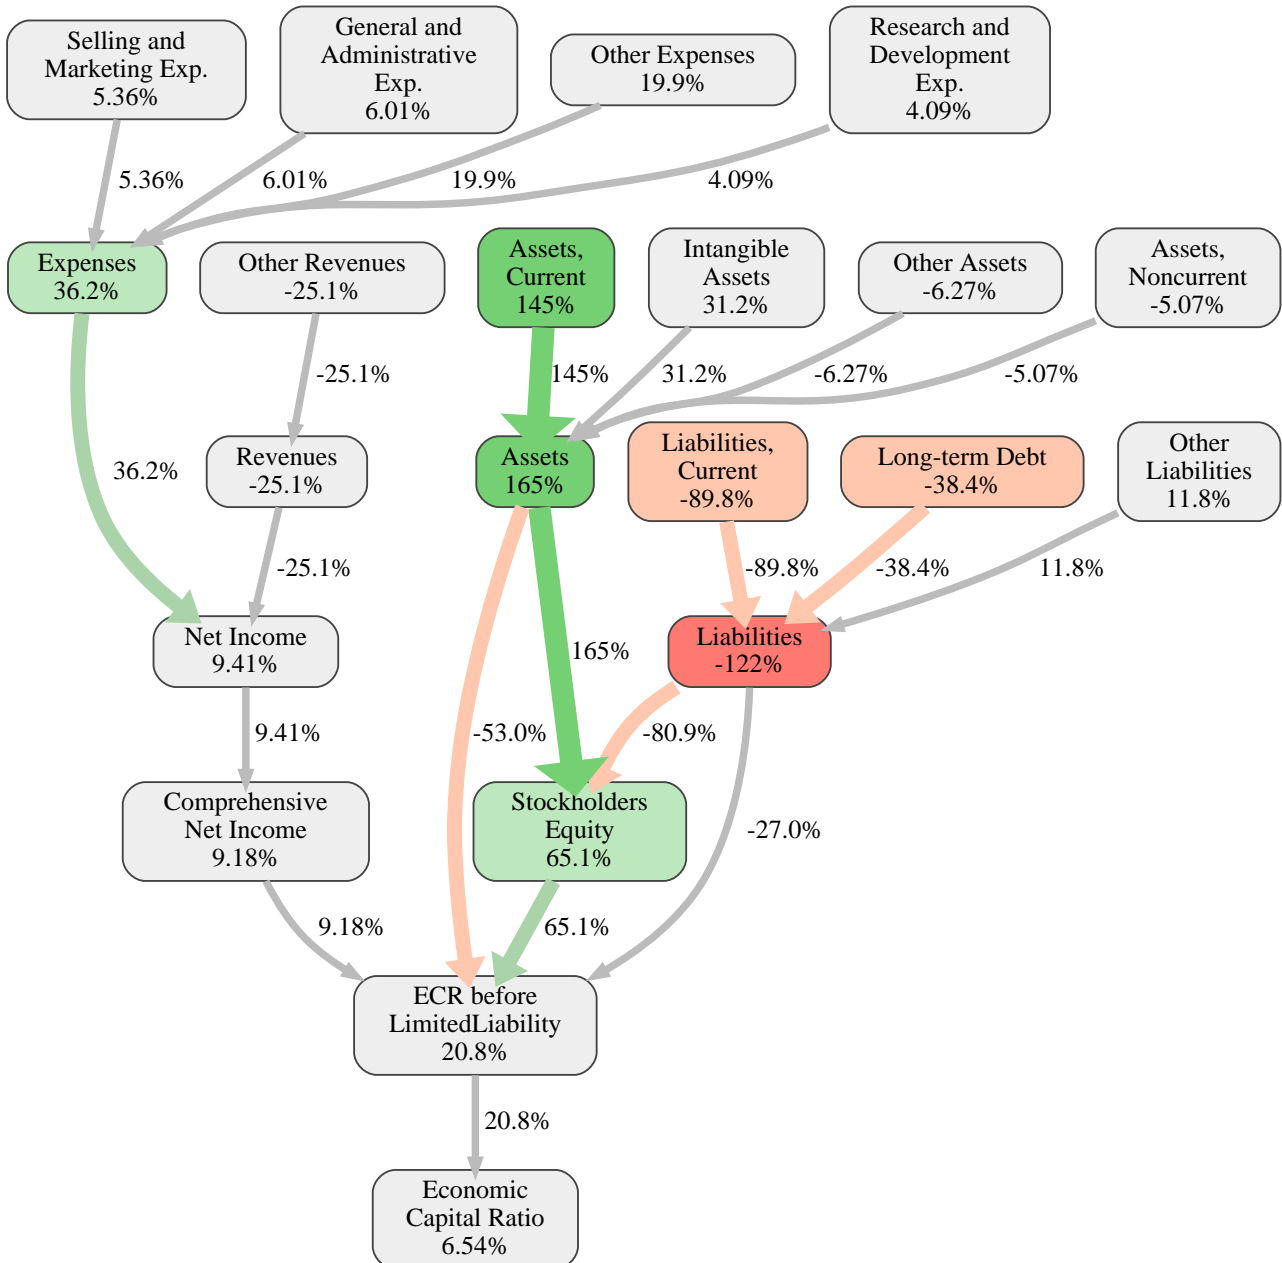 Selling and
Marketing Exp.
5.36%
General and
Administrative
Exp.
6.01%
Other Expenses
19.9%
Research and
Development
Exp.
4.09%
5.36%
6.01%
19.9%
4.09%
Expenses
36.2%
Other Revenues
-25.1%
Assets,
Current
145%
Intangible
Assets
31.2%
Other Assets
-6.27%
Assets,
Noncurrent
-5.07%
-25.1%
145%
31.2%
-6.27%
-5.07%
36.2%
Revenues
-25.1%
Assets
165%
Liabilities,
Current
-89.8%
Long-term Debt
-38.4%
Other
Liabilities
11.8%
-25.1%
-89.8%
-38.4%
11.8%
Net Income
9.41%
165%
Liabilities
-122%
9.41%
-53.0%
-80.9%
Comprehensive
Net Income
9.18%
Stockholders
Equity
65.1%
-27.0%
9.18%
65.1%
ECR before
LimitedLiability
20.8%
20.8%
Economic
Capital Ratio
6.54%